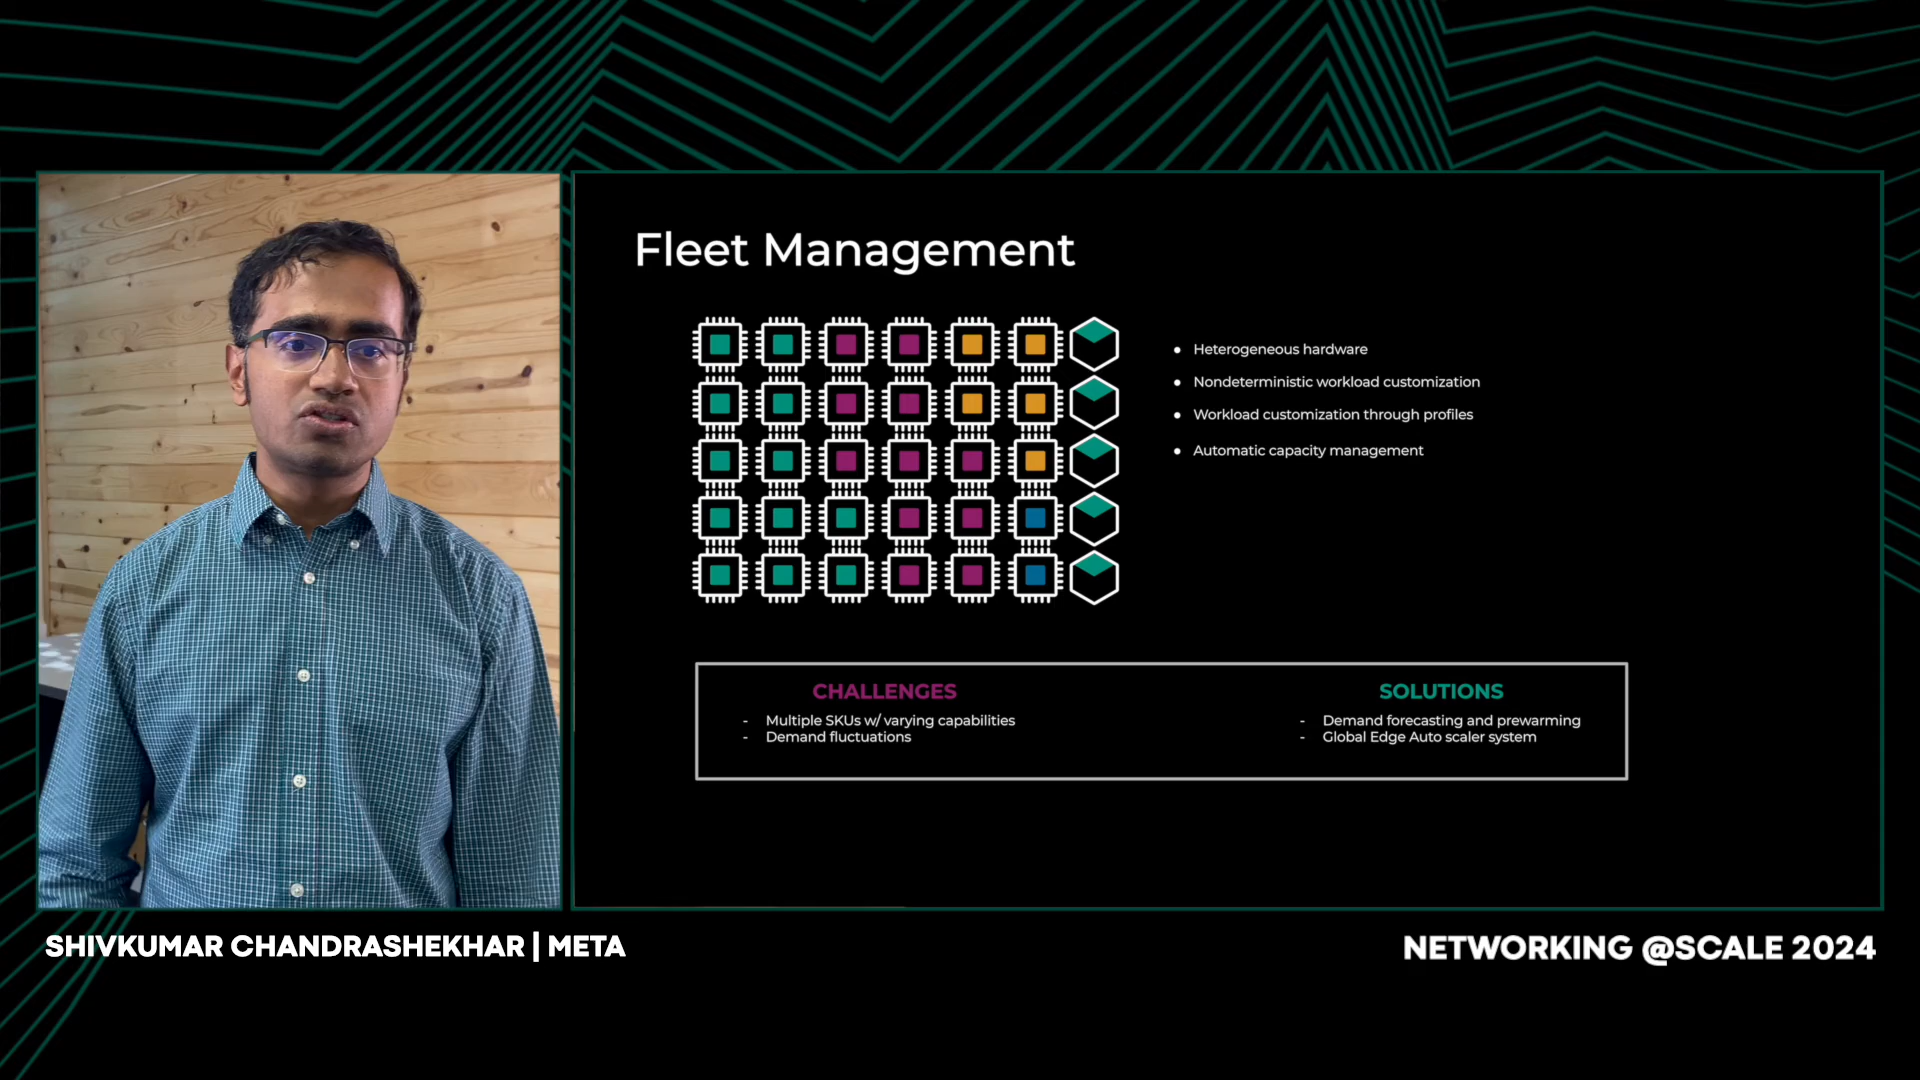 Fleet Management
● Heterogeneous hardware
● Nondeterministic workload customization
● Workload customization through profiles
● Automatic capacity management
CHALLENGES
- Multiple SKUs w/ varying capabilities
- Demand fluctuations
SOLUTIONS
- Demand forecasting and prewarming
- Global Edge Auto scaler system
SHIVKUMAR CHANDRASHEKHAR | META
NETWORKING @SCALE 2024